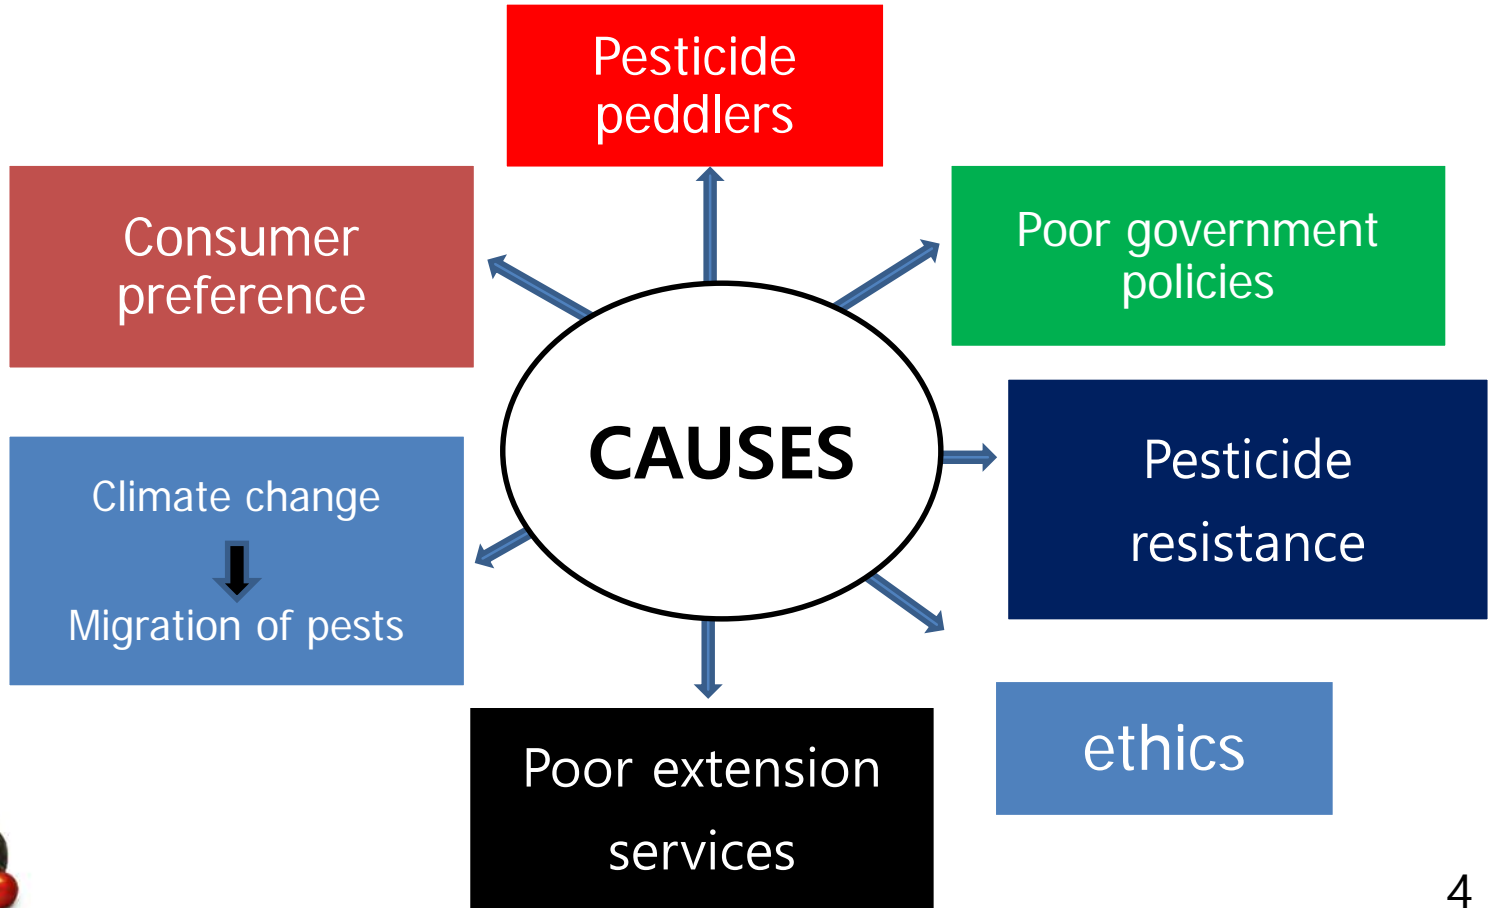 Pesticide
peddlers
Consumer
preference
Poor government
policies
CAUSES
Pesticide
resistance
Climate change
Migration of pests
ethics
Poor extension
services
4